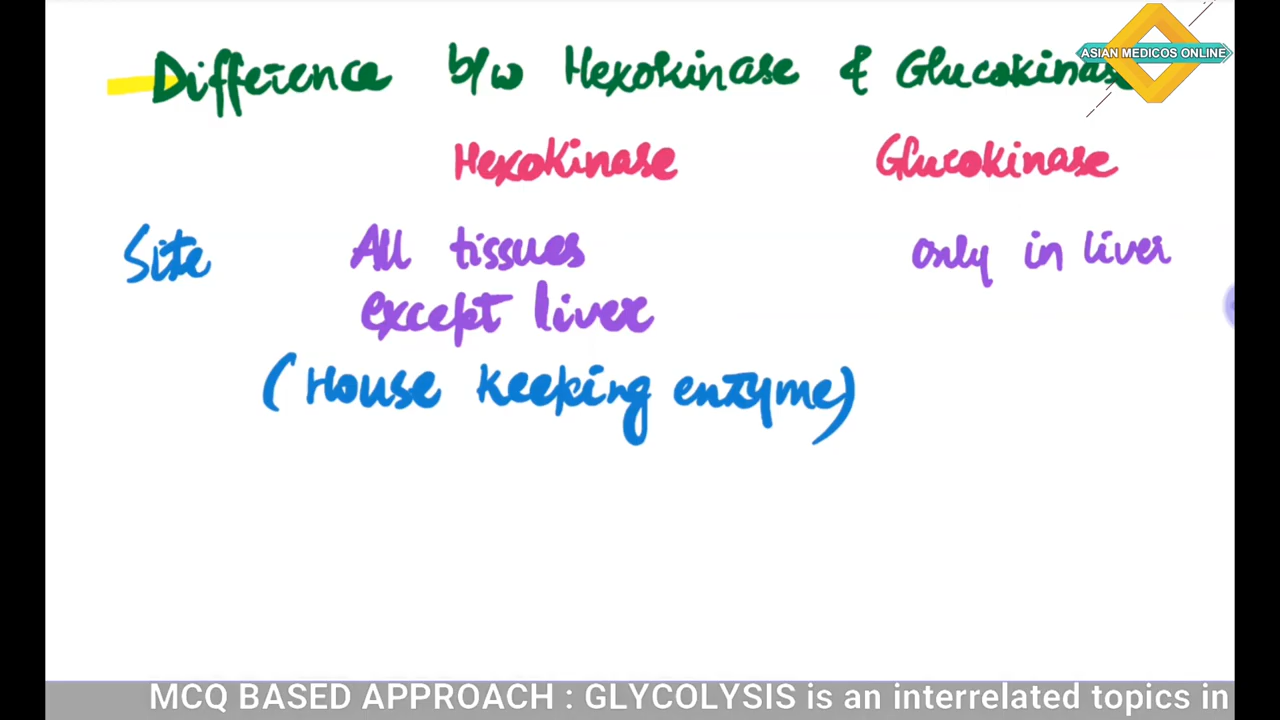 Difference b/w Hexokinase & Glucokinase
ASIAN MEDICOS ONLINE
Hexokinase Glucokinase
Site All tissues only in liver
except liver
(House Keeking enzyme)
MCQ BASED APPROACH : GLYCOLYSIS is an interrelated topics in